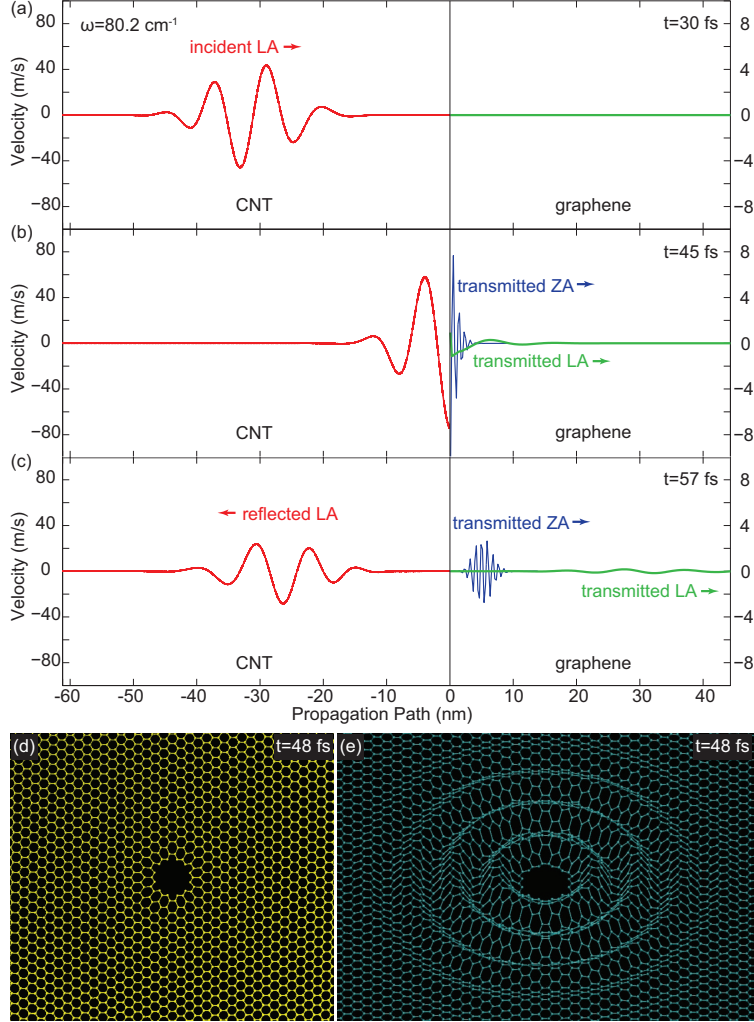 (a)
ω=80.2 cm⁻¹
t=30 fs
incident LA
Velocity (m/s)
80
40
0
−40
−80
8
4
0
−4
−8
CNT
graphene
(b)
t=45 fs
transmitted ZA
transmitted LA
Velocity (m/s)
80
40
0
−40
−80
8
4
0
−4
−8
CNT
graphene
(c)
t=57 fs
reflected LA
transmitted ZA
transmitted LA
Velocity (m/s)
80
40
0
−40
−80
8
4
0
−4
−8
CNT
graphene
-60 -50 -40 -30 -20 -10 0 10 20 30 40
Propagation Path (nm)
(d) t=48 fs
(e) t=48 fs